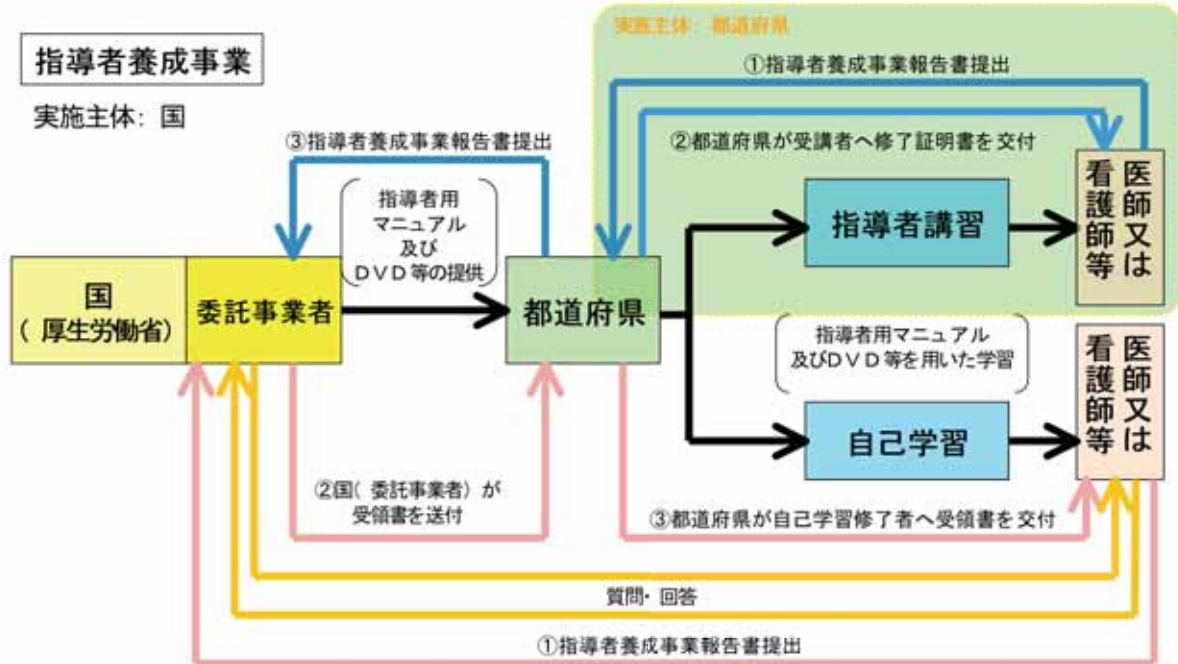 実施主体: 都道府県
指導者養成事業
実施主体: 国
①指導者養成事業報告書提出
②都道府県が受講者へ修了証明書を交付
③指導者養成事業報告書提出
指導者用
マニュアル
及び
DVD等の提供
国
(厚生労働省)
委託事業者
都道府県
指導者講習
医師又は
看護師等
指導者用マニュアル
及びDVD等を用いた学習
自己学習
医師又は
看護師等
②国(委託事業者)が
受領書を送付
③都道府県が自己学習修了者へ受領書を交付
質問・回答
①指導者養成事業報告書提出